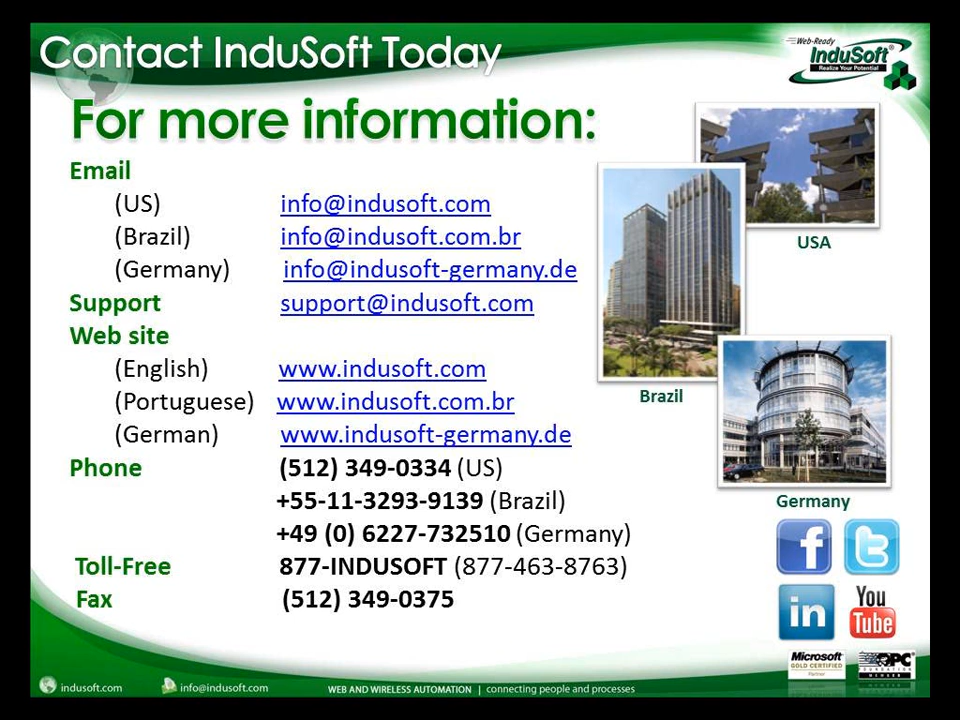 Contact InduSoft Today
Web-Ready
InduSoft®
Realize Your Potential
For more information:
Email
(US) info@indusoft.com
(Brazil) info@indusoft.com.br
(Germany) info@indusoft-germany.de
Support support@indusoft.com
Web site
(English) www.indusoft.com
(Portuguese) www.indusoft.com.br
(German) www.indusoft-germany.de
Phone (512) 349-0334 (US)
+55-11-3293-9139 (Brazil)
+49 (0) 6227-732510 (Germany)
Toll-Free 877-INDUSOFT (877-463-8763)
Fax (512) 349-0375
USA
Brazil
Germany
f
t
in
You
Tube
Microsoft
GOLD CERTIFIED
Partner
OPC
FOUNDATION
MEMBER
indusoft.com
info@indusoft.com
WEB AND WIRELESS AUTOMATION | connecting people and processes